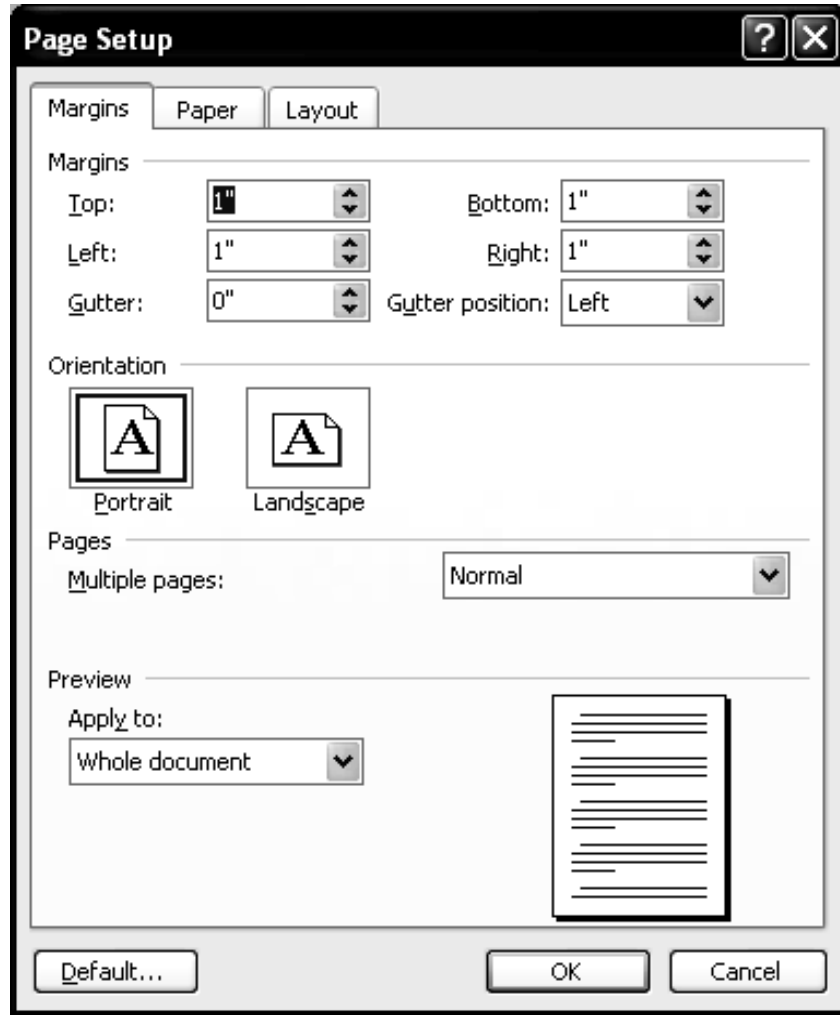 Page Setup ?
Margins Paper Layout
Margins
Top: 1" Bottom: 1"
Left: 1" Right: 1"
Gutter: 0" Gutter position: Left
Orientation
A A
Portrait Landscape
Pages
Multiple pages: Normal
Preview
Apply to:
Whole document
Default... OK Cancel